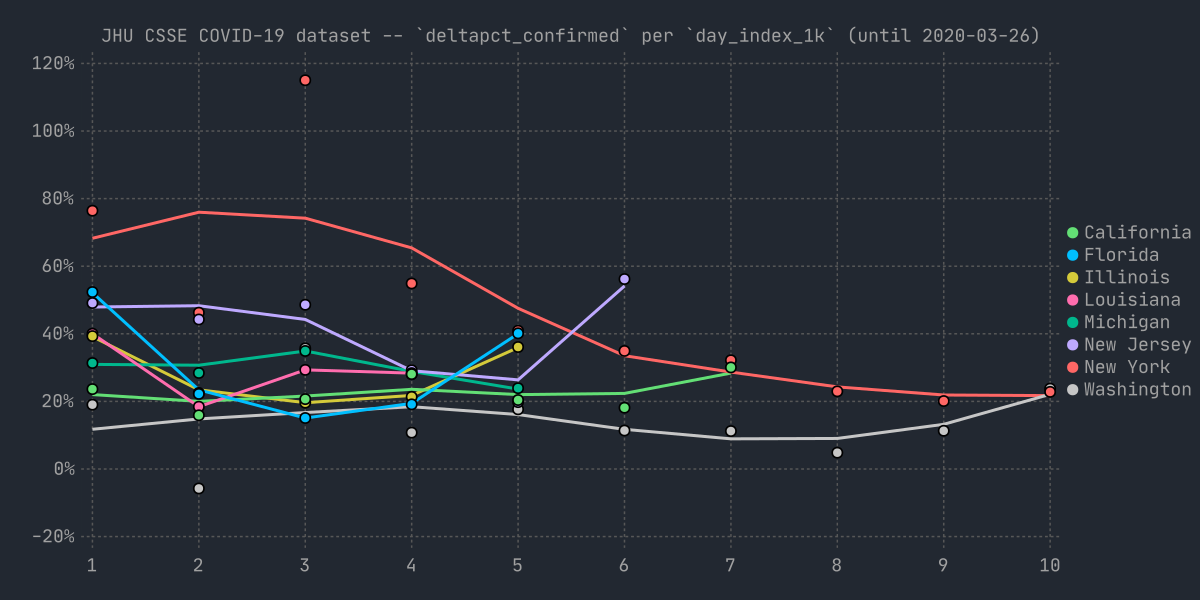 JHU CSSE COVID-19 dataset -- `deltapct_confirmed` per `day_index_1k` (until 2020-03-26)
120%
100%
80%
60%
40%
20%
0%
-20%
1 2 3 4 5 6 7 8 9 10
California
Florida
Illinois
Louisiana
Michigan
New Jersey
New York
Washington